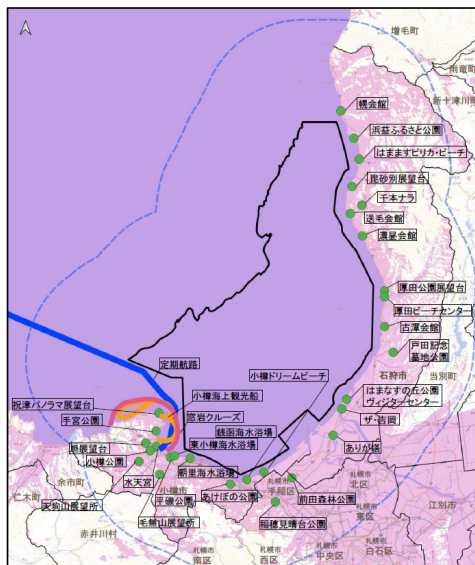 増毛町
雨竜町
新十津川町
幌会館
浜益ふるさと公園
はまますピリカ・ビーチ
毘砂別展望台
千本ナラ
送毛会館
濃昼会館
厚田公園展望台
厚田ビーチセンター
古潭会館
戸田記念
墓地公園
石狩市
当別町
定期航路
小樽ドリームビーチ
小樽海上観光船
祝津パノラマ展望台
窓岩クルーズ
はまなすの丘公園
ヴィジターセンター
手宮公園
銭函海水浴場
ザ・吉岡
東小樽海水浴場
旭展望台
ありが橋
小樽公園
朝里海水浴場
余市町
水天宮
札幌市
手稲区
札幌市
北区
仁木町
小樽市
平磯公園
あけぼの公園
前田森林公園
天狗山展望所
札幌市
東区
江別市
毛無山展望所
稲穂見晴台公園
赤井川村
札幌市
南区
札幌市
西区
札幌市
中央区
札幌市
白石区